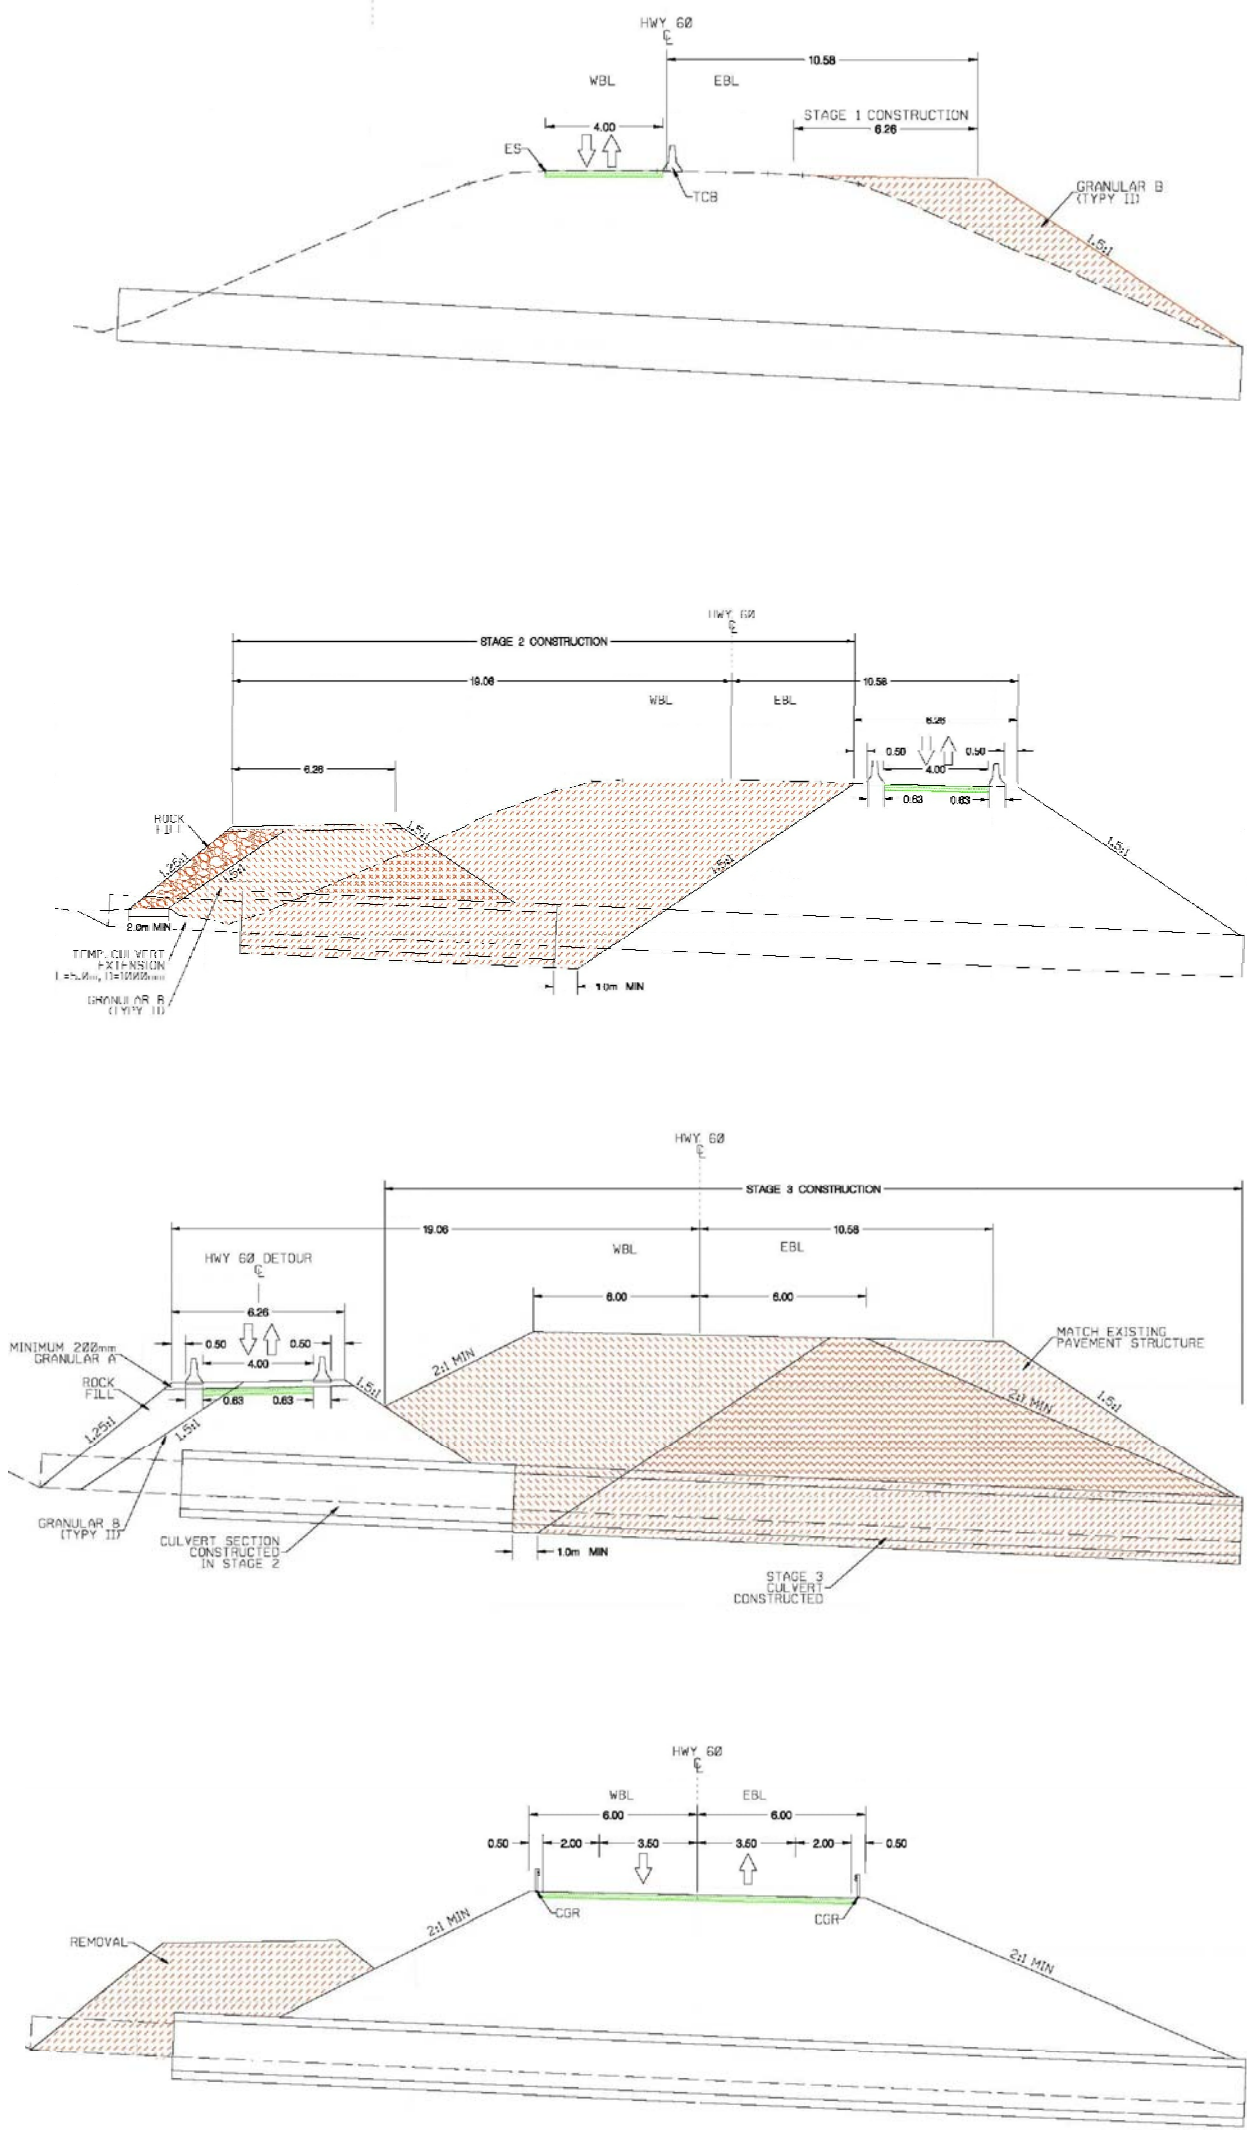 HWY 60
℄
10.58
WBL EBL
STAGE 1 CONSTRUCTION
4.00 6.26
ES
TCB
GRANULAR B
(TYPY II)
1.5:1
HWY 60
℄
STAGE 2 CONSTRUCTION
19.06 10.58
WBL EBL
6.26
0.50 0.50
6.26 4.00
0.63 0.63
ROCK
FILL
1.5:1
1.25:1
1.5:1
1.5:1
1.5:1
2.0m MIN
TEMP. CULVERT
EXTENSION
GRANULAR B
(TYPY II)
1.0m MIN
HWY 60
℄
STAGE 3 CONSTRUCTION
19.06 10.58
WBL EBL
HWY 60 DETOUR
℄
6.00 6.00
6.26
MINIMUM 200mm
GRANULAR A
0.50 0.50
4.00
MATCH EXISTING
PAVEMENT STRUCTURE
ROCK
FILL
2:1 MIN
1.5:1
0.63 0.63
2:1 MIN
1.5:1
1.25:1
1.5:1
GRANULAR B
(TYPY II)
CULVERT SECTION
CONSTRUCTED
IN STAGE 2
1.0m MIN
STAGE 3
CULVERT
CONSTRUCTED
HWY 60
℄
WBL EBL
6.00 6.00
0.50 2.00 3.50 3.50 2.00 0.50
CGR CGR
2:1 MIN
REMOVAL
2:1 MIN